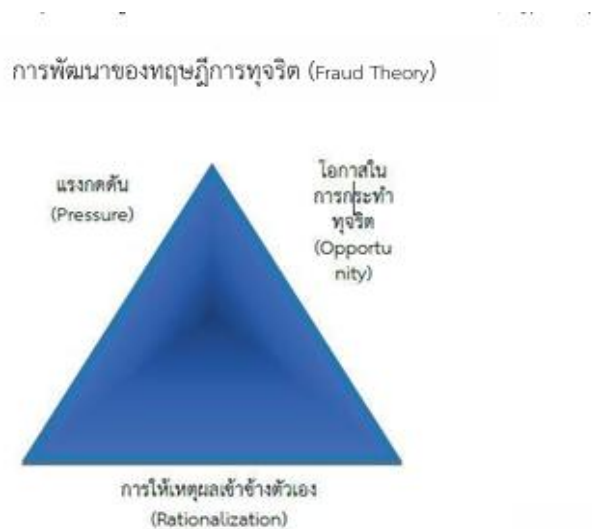 การพัฒนาของทฤษฎีการทุจริต (Fraud Theory)
แรงกดดัน
(Pressure)
โอกาสใน
การกระทำ
ทุจริต
(Opportu
nity)
การให้เหตุผลเข้าข้างตัวเอง
(Rationalization)